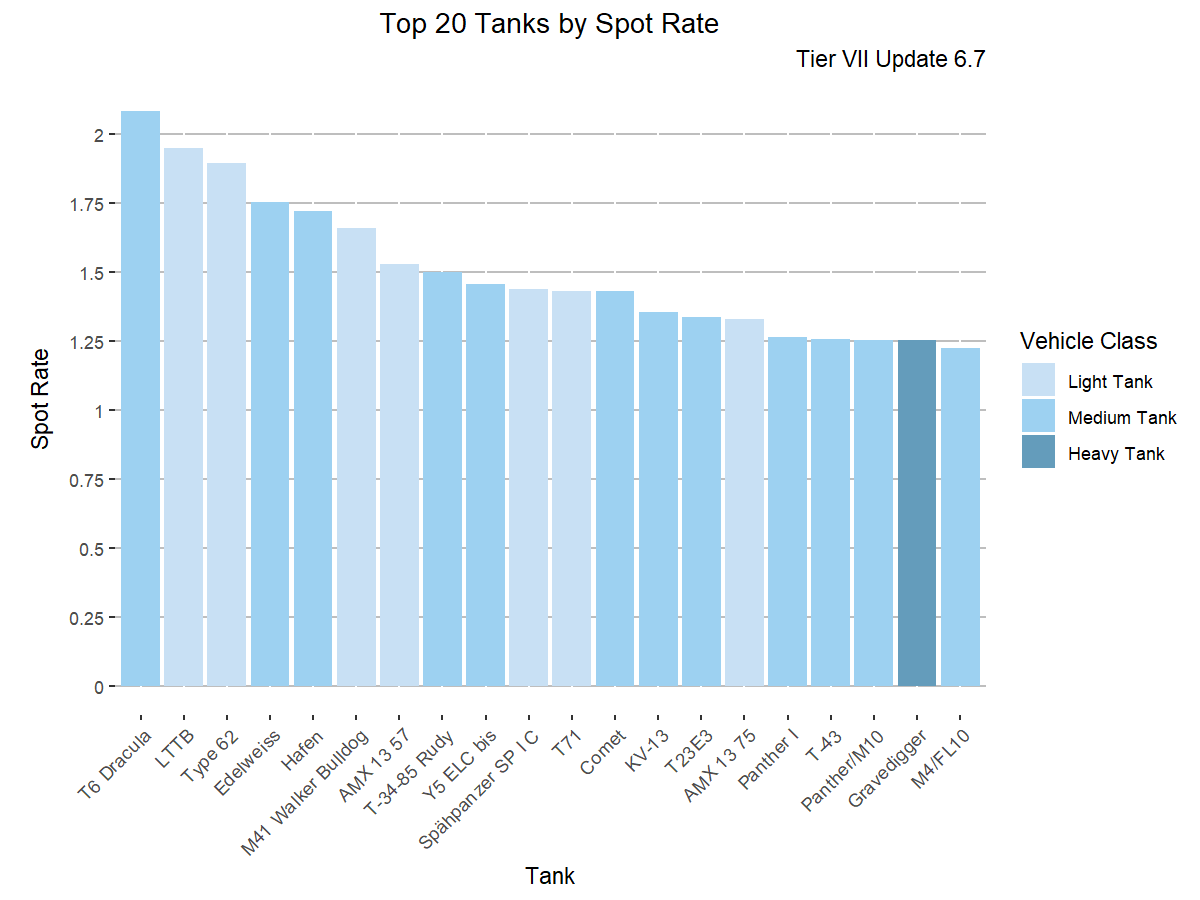 Top 20 Tanks by Spot Rate
Tier VII Update 6.7
Spot Rate
2
1.75
1.5
1.25
1
0.75
0.5
0.25
0
T6 Dracula
LTTB
Type 62
Edelweiss
Hafen
M41 Walker Bulldog
AMX 13 57
T-34-85 Rudy
Y5 ELC bis
Spähpanzer SP I C
T71
Comet
KV-13
T23E3
AMX 13 75
Panther I
T-43
Panther/M10
Gravedigger
M4/FL10
Tank
Vehicle Class
Light Tank
Medium Tank
Heavy Tank